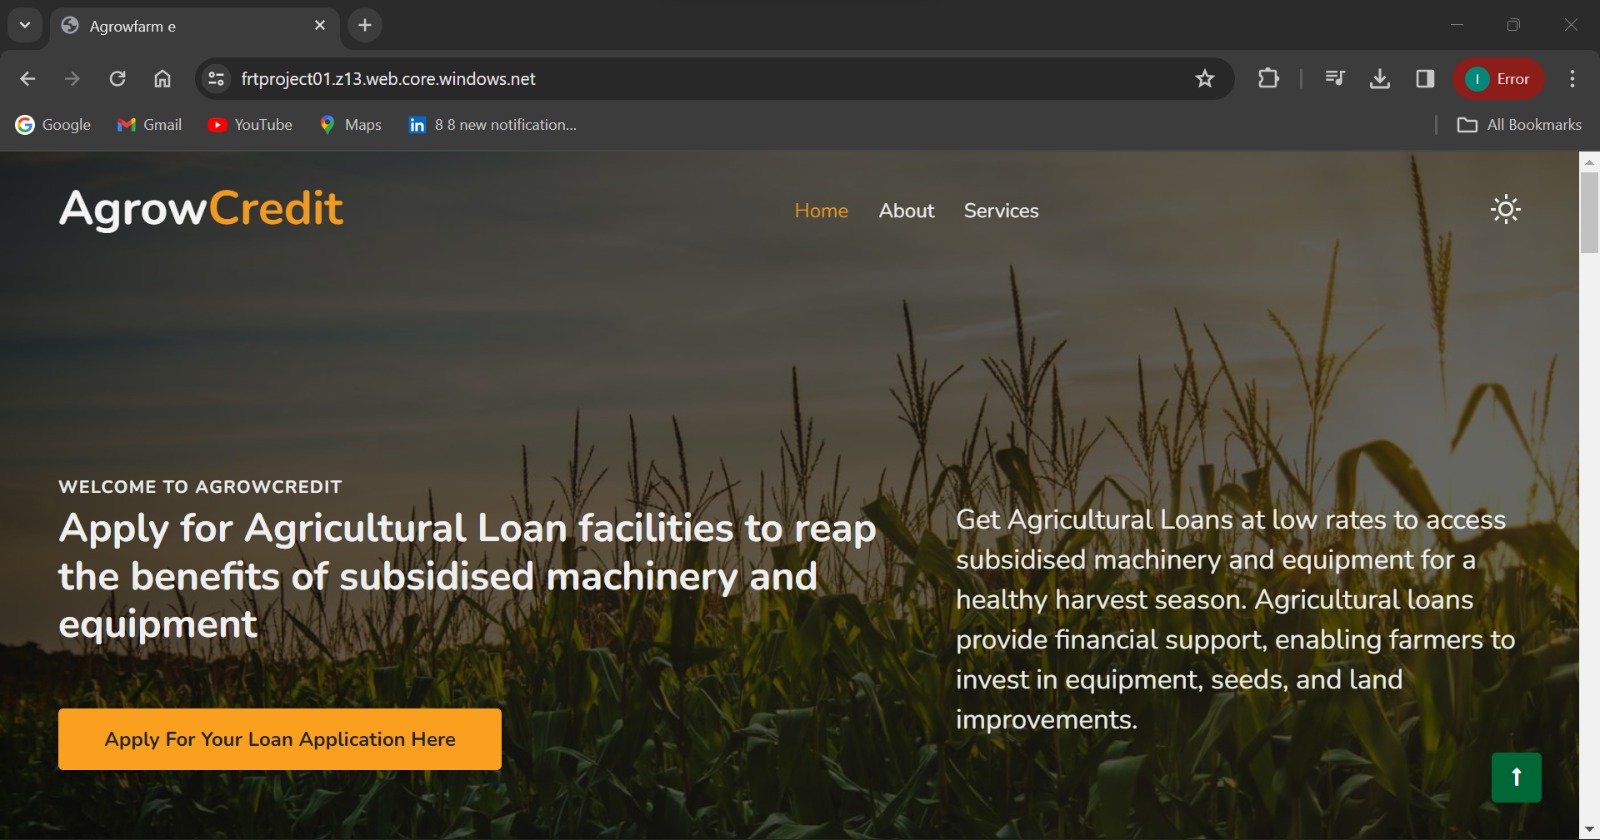 Agrowfarm e
frtproject01.z13.web.core.windows.net
I Error
Google Gmail YouTube Maps 8 8 new notification... All Bookmarks
AgrowCredit Home About Services
WELCOME TO AGROWCREDIT
Apply for Agricultural Loan facilities to reap
the benefits of subsidised machinery and
equipment
Apply For Your Loan Application Here
Get Agricultural Loans at low rates to access
subsidised machinery and equipment for a
healthy harvest season. Agricultural loans
provide financial support, enabling farmers to
invest in equipment, seeds, and land
improvements.